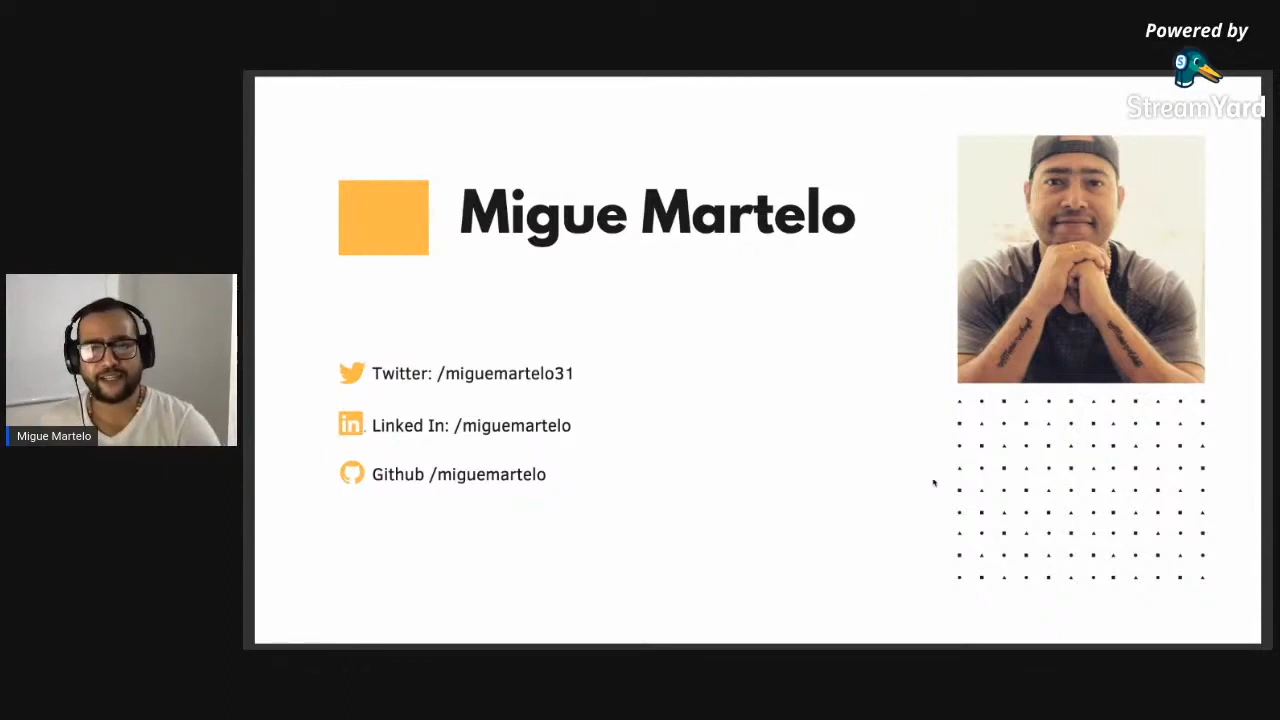 Powered by
StreamYard
Migue Martelo
Twitter: /miguemartelo31
Linked In: /miguemartelo
Github /miguemartelo
Migue Martelo